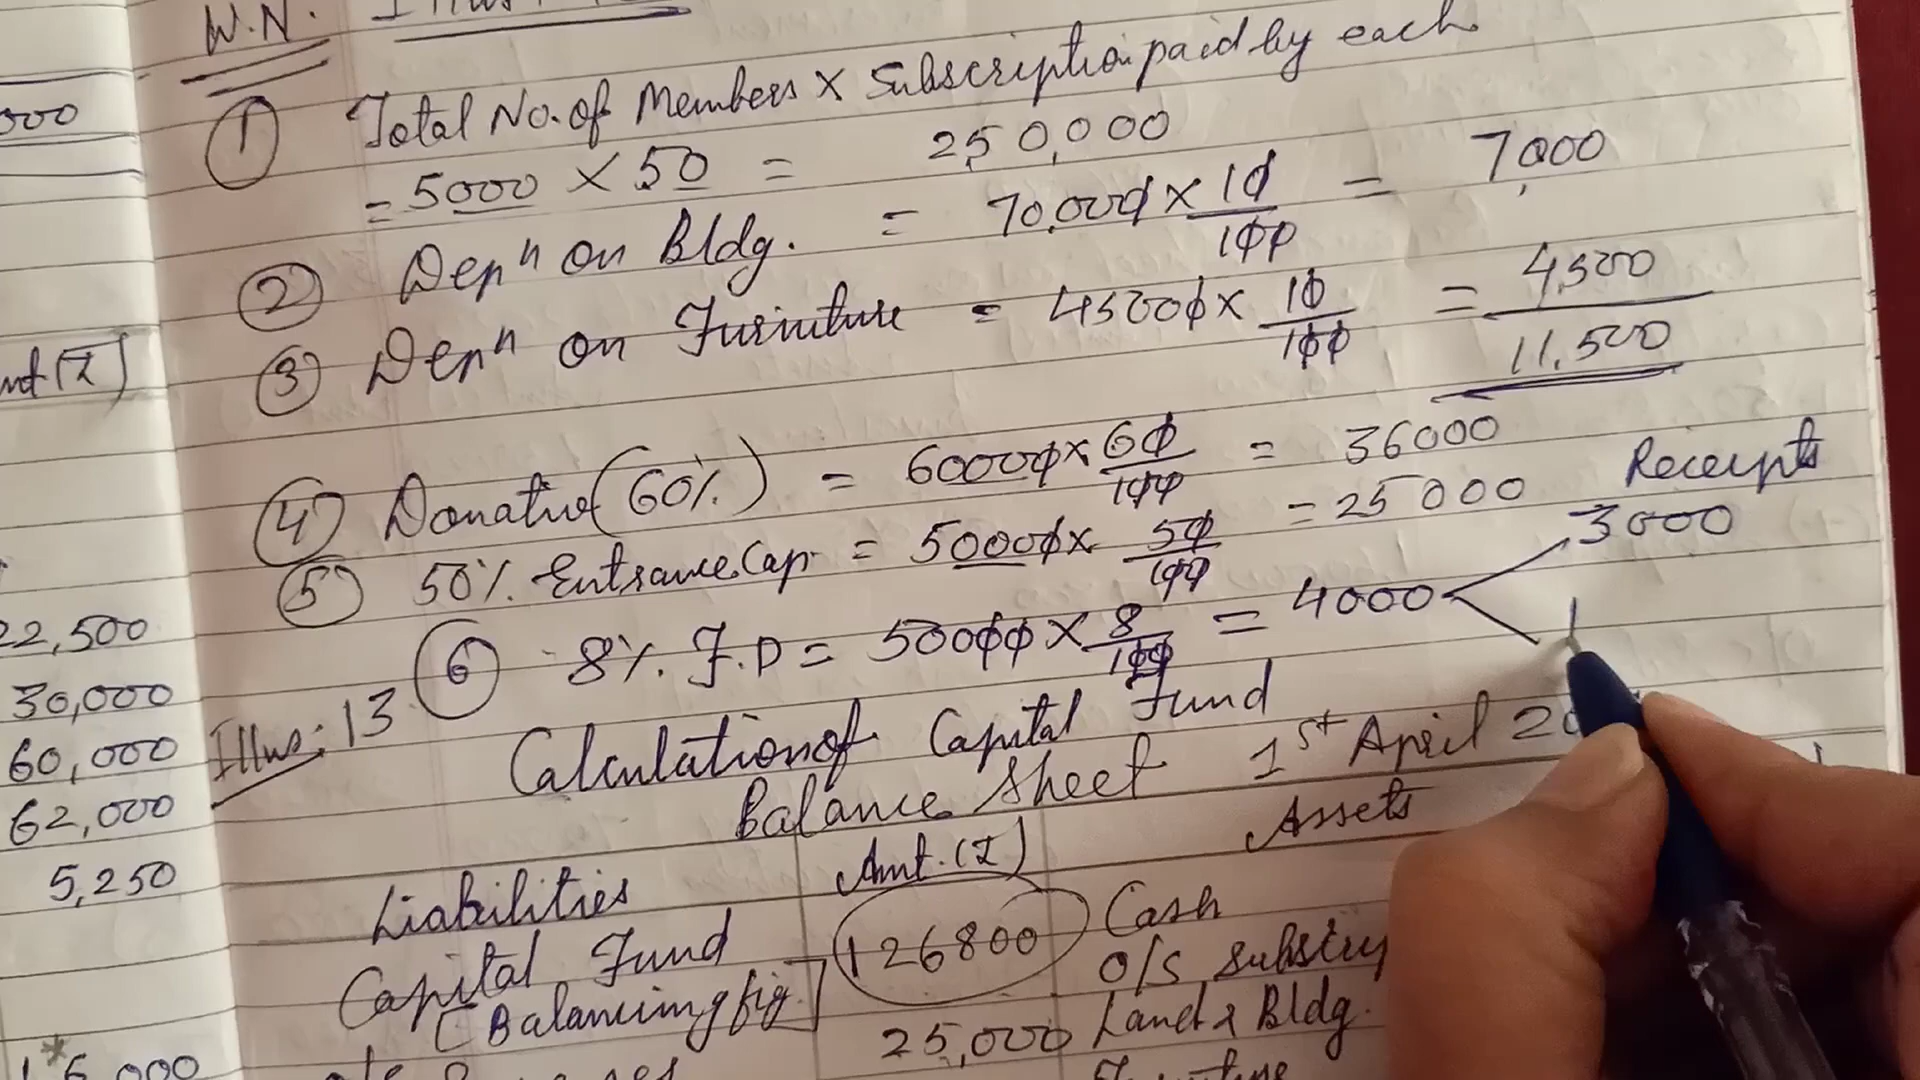 000
W.N.
① Total No. of Members × Subscription paid by each
= 5000 × 50 = 250,000
② Depⁿ on Bldg. = 70,000 × 10/100 = 7,000
③ Depⁿ on Furniture = 45000 × 10/100 = 4,500
11,500
④ Donation (60%) = 60000 × 60/100 = 36000
⑤ 50% Entrance Cap. = 50000 × 50/100 = 25000
Receipts
⑥ 8% F.D = 50000 × 8/100 = 4000
3000
Illus: 13
Calculation of Capital Fund
Balance Sheet 1st April
Liabilities Amt. (₹) Assets
Capital Fund 126800 Cash
[Balancing fig] O/S Subscrip
25,000 Land & Bldg.
Furniture
22,500
30,000
60,000
62,000
5,250